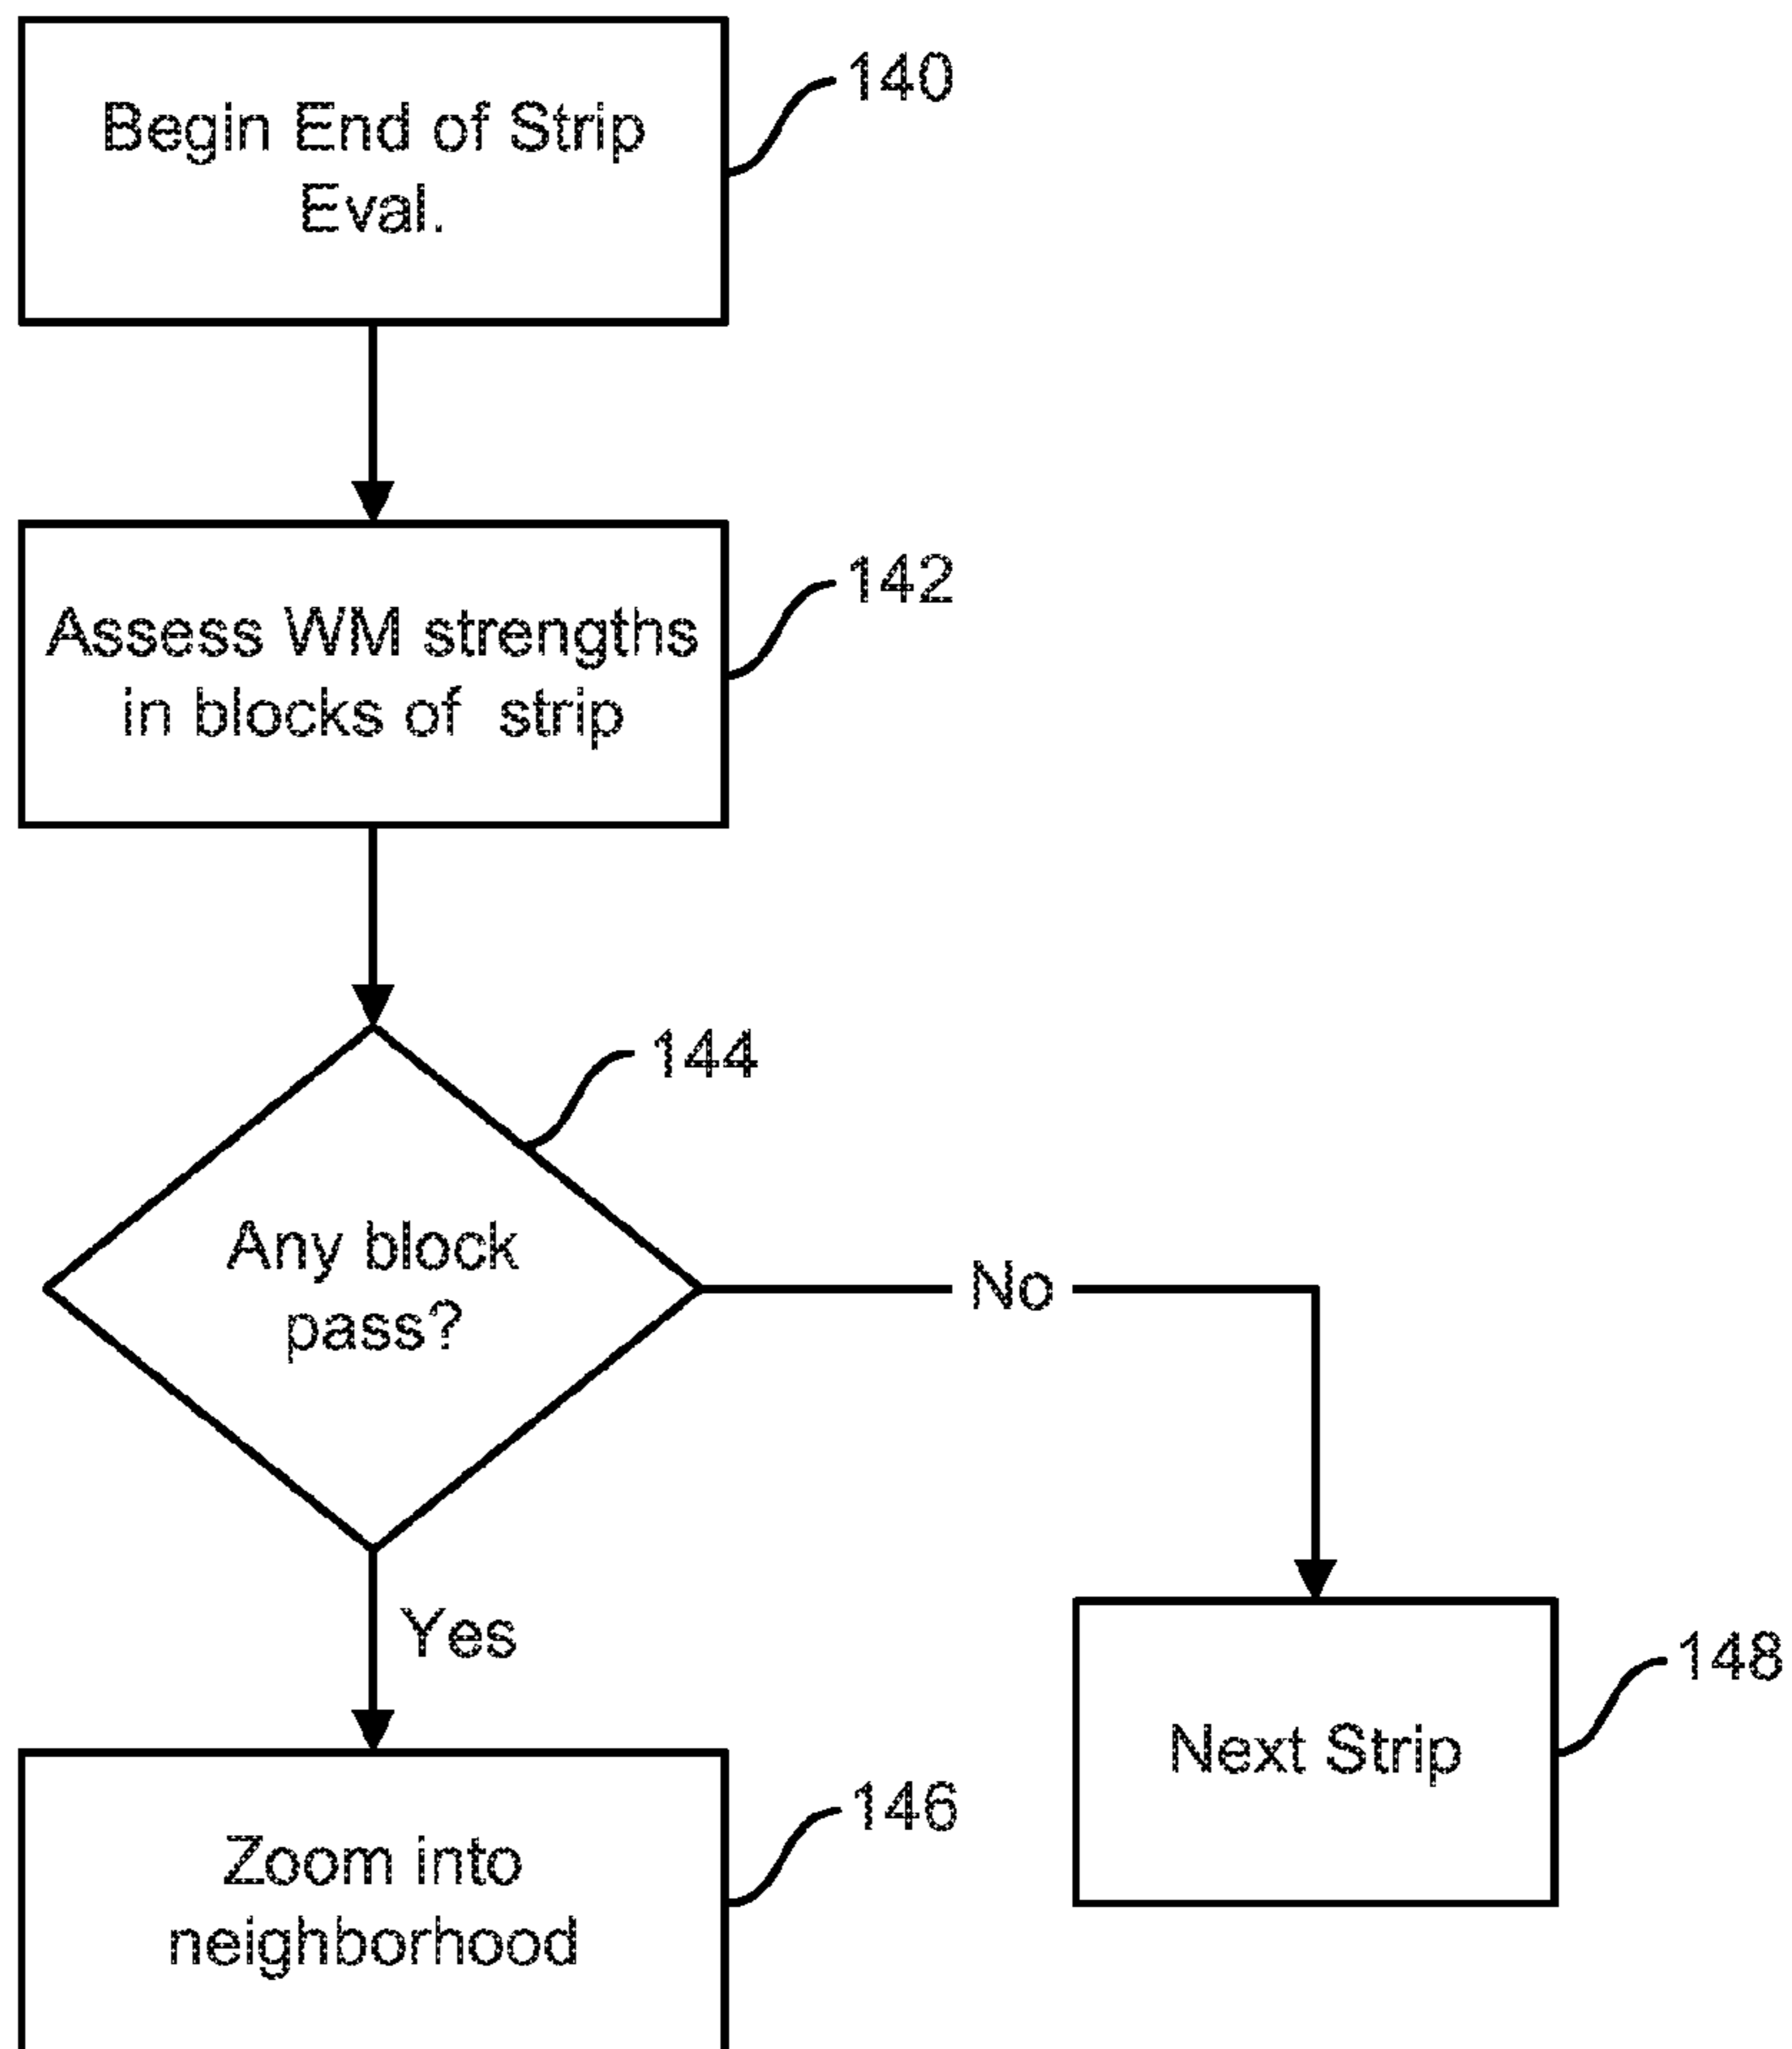 Begin End of Strip
Eval.
140
Assess WM strengths
in blocks of strip
142
144
Any block
pass?
No
Yes
148
Next Strip
146
Zoom into
neighborhood